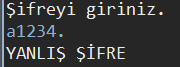 Şifreyi giriniz.
a1234.
YANLIŞ ŞİFRE